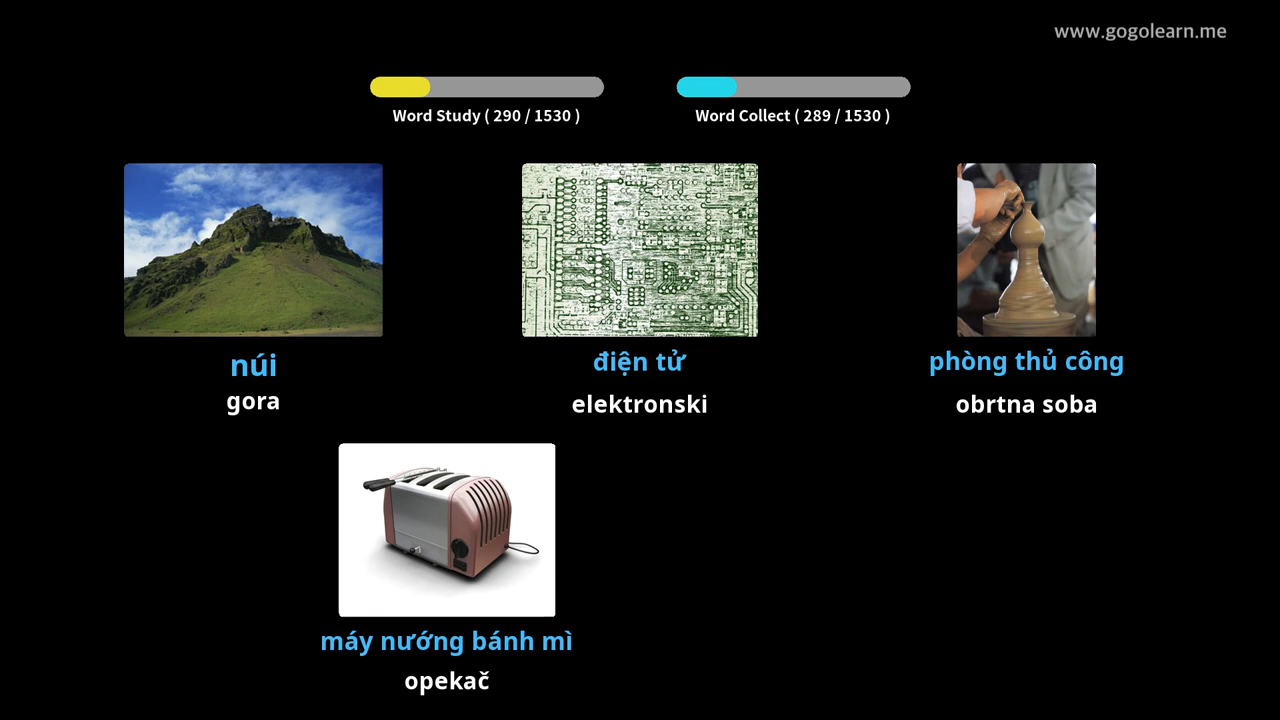 www.gogolearn.me
Word Study ( 290 / 1530 )
Word Collect ( 289 / 1530 )
núi
gora
điện tử
elektronski
phòng thủ công
obrtna soba
máy nướng bánh mì
opekač